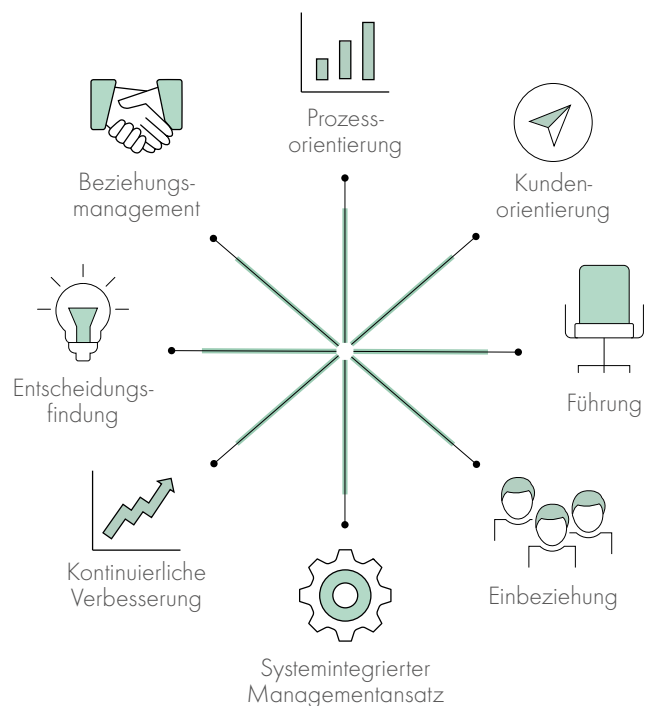 Prozess-
orientierung
Kunden-
orientierung
Führung
Einbeziehung
Systemintegrierter
Managementansatz
Kontinuierliche
Verbesserung
Entscheidungs-
findung
Beziehungs-
management